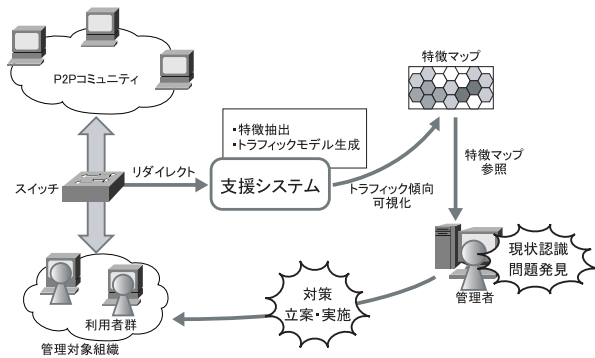 P2Pコミュニティ
特徴マップ
・特徴抽出
・トラフィックモデル生成
リダイレクト
スイッチ
支援システム
トラフィック傾向
可視化
特徴マップ
参照
現状認識
問題発見
管理者
対策
立案・実施
利用者群
管理対象組織